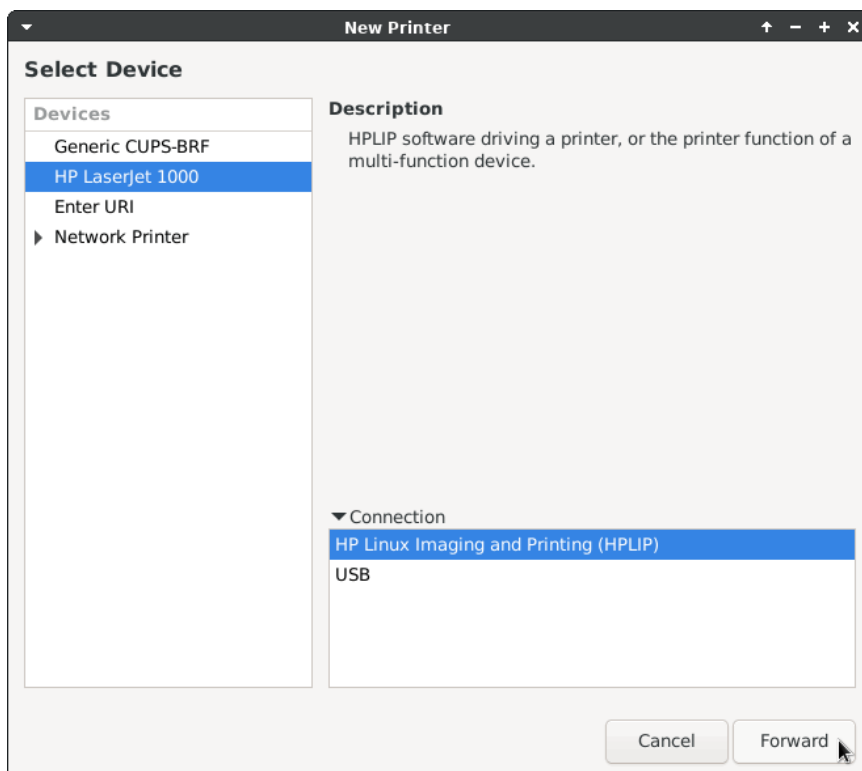 New Printer
Select Device
Devices
Generic CUPS-BRF
HP LaserJet 1000
Enter URI
Network Printer
Description
HPLIP software driving a printer, or the printer function of a
multi-function device.
Connection
HP Linux Imaging and Printing (HPLIP)
USB
Cancel
Forward